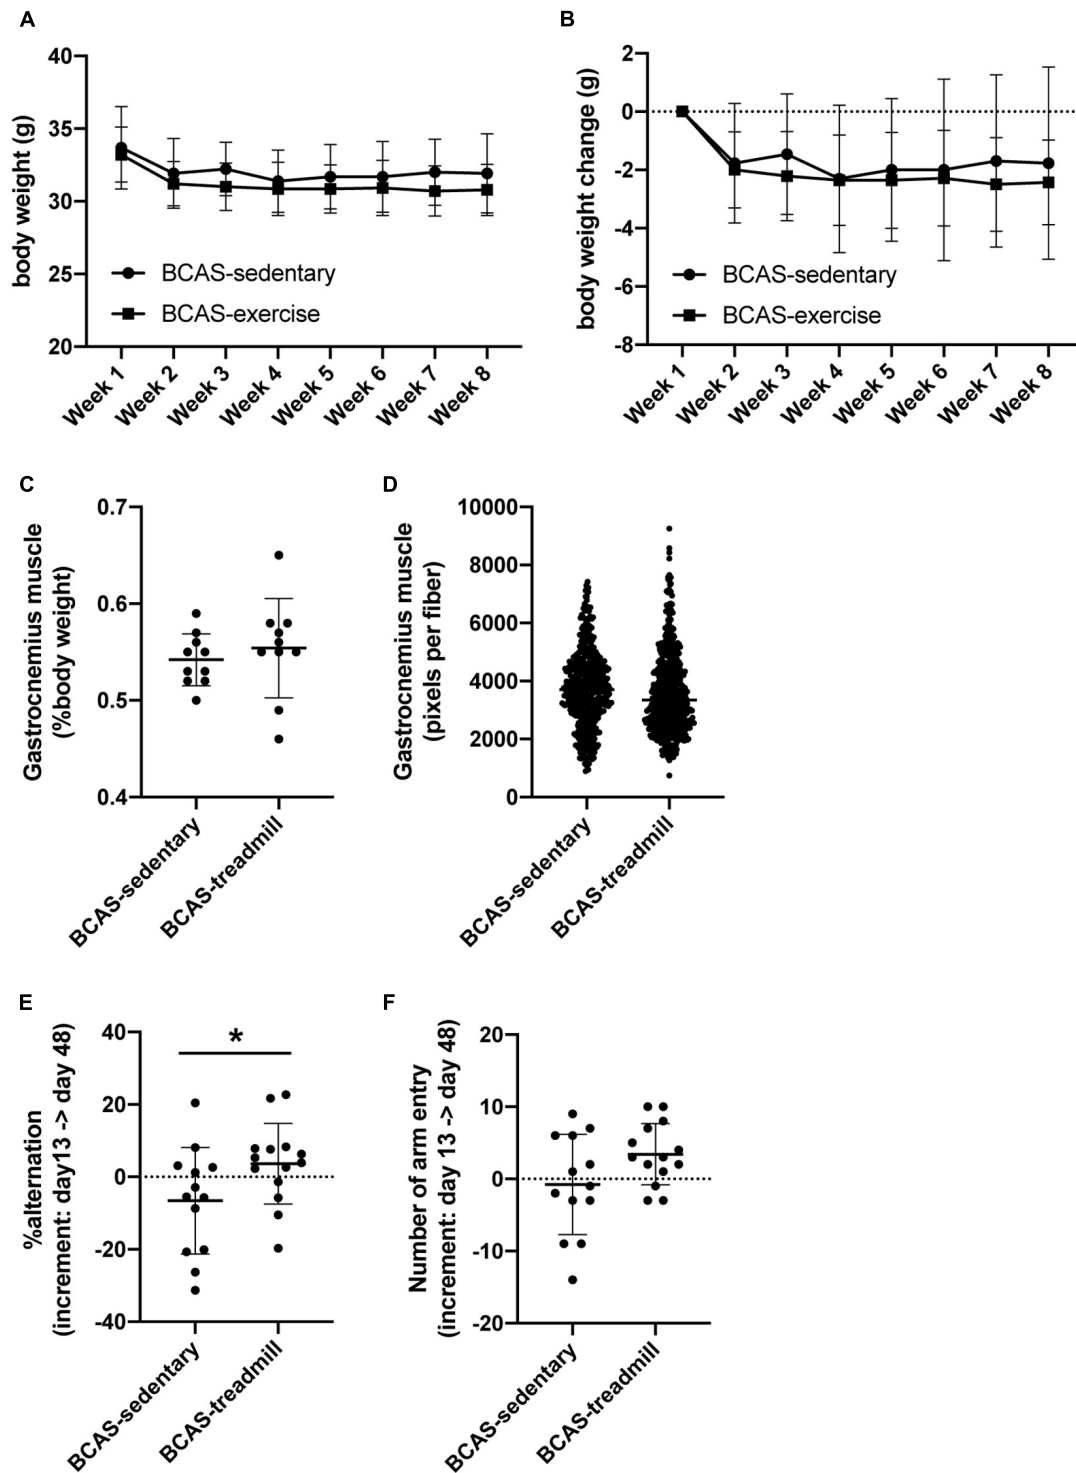 A
body weight (g)
40
35
30
25
20
BCAS-sedentary
BCAS-exercise
Week 1
Week 2
Week 3
Week 4
Week 5
Week 6
Week 7
Week 8
B
body weight change (g)
2
0
-2
-4
-6
-8
BCAS-sedentary
BCAS-exercise
Week 1
Week 2
Week 3
Week 4
Week 5
Week 6
Week 7
Week 8
C
Gastrocnemius muscle
(%body weight)
0.7
0.6
0.5
0.4
BCAS-sedentary
BCAS-treadmill
D
Gastrocnemius muscle
(pixels per fiber)
10000
8000
6000
4000
2000
0
BCAS-sedentary
BCAS-treadmill
E
%alternation
(increment: day13 -> day 48)
40
20
0
-20
-40
*
BCAS-sedentary
BCAS-treadmill
F
Number of arm entry
(increment: day 13 -> day 48)
20
10
0
-10
-20
BCAS-sedentary
BCAS-treadmill